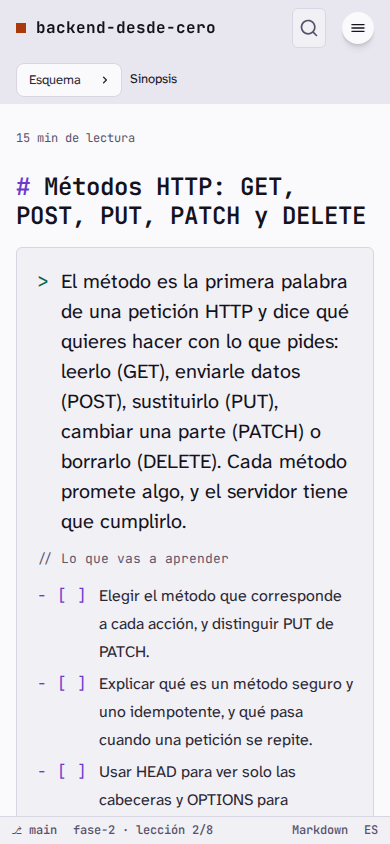 backend-desde-cero
Esquema
Sinopsis
15 min de lectura
# Métodos HTTP: GET,
POST, PUT, PATCH y DELETE
> El método es la primera palabra
de una petición HTTP y dice qué
quieres hacer con lo que pides:
leerlo (GET), enviarle datos
(POST), sustituirlo (PUT),
cambiar una parte (PATCH) o
borrarlo (DELETE). Cada método
promete algo, y el servidor tiene
que cumplirlo.
// Lo que vas a aprender
- [ ] Elegir el método que corresponde
a cada acción, y distinguir PUT de
PATCH.
- [ ] Explicar qué es un método seguro y
uno idempotente, y qué pasa
cuando una petición se repite.
- [ ] Usar HEAD para ver solo las
cabeceras y OPTIONS para
main fase-2 · lección 2/8 Markdown ES